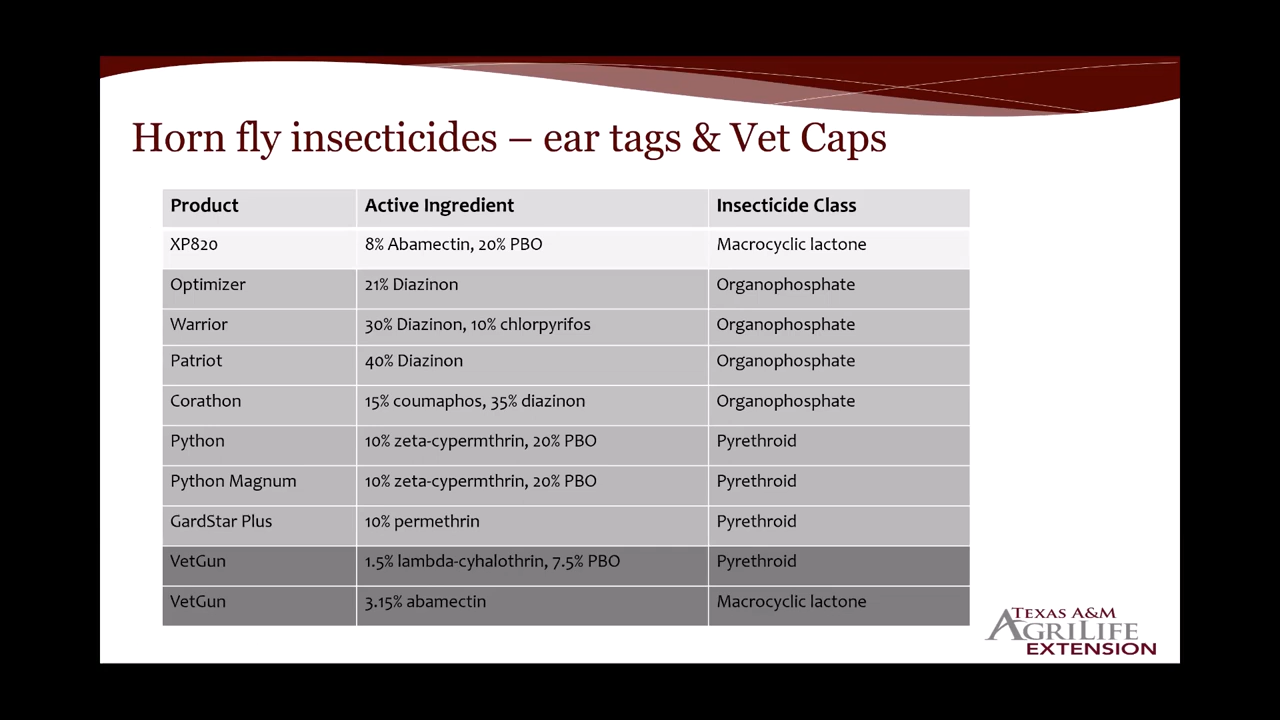 Horn fly insecticides – ear tags & Vet Caps
Product Active Ingredient Insecticide Class
XP820 8% Abamectin, 20% PBO Macrocyclic lactone
Optimizer 21% Diazinon Organophosphate
Warrior 30% Diazinon, 10% chlorpyrifos Organophosphate
Patriot 40% Diazinon Organophosphate
Corathon 15% coumaphos, 35% diazinon Organophosphate
Python 10% zeta-cypermthrin, 20% PBO Pyrethroid
Python Magnum 10% zeta-cypermthrin, 20% PBO Pyrethroid
GardStar Plus 10% permethrin Pyrethroid
VetGun 1.5% lambda-cyhalothrin, 7.5% PBO Pyrethroid
VetGun 3.15% abamectin Macrocyclic lactone
TEXAS A&M
AGRILIFE
EXTENSION